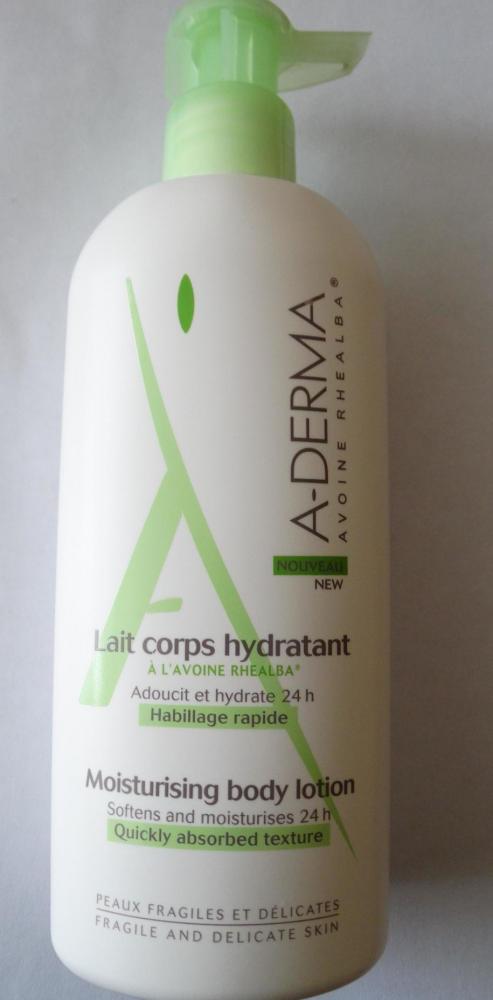 A-DERMA
AVOINE RHEALBA®
NOUVEAU
NEW
Lait corps hydratant
À L'AVOINE RHEALBA®
Adoucit et hydrate 24 h
Habillage rapide
Moisturising body lotion
Softens and moisturises 24 h
Quickly absorbed texture
PEAUX FRAGILES ET DÉLICATES
FRAGILE AND DELICATE SKIN